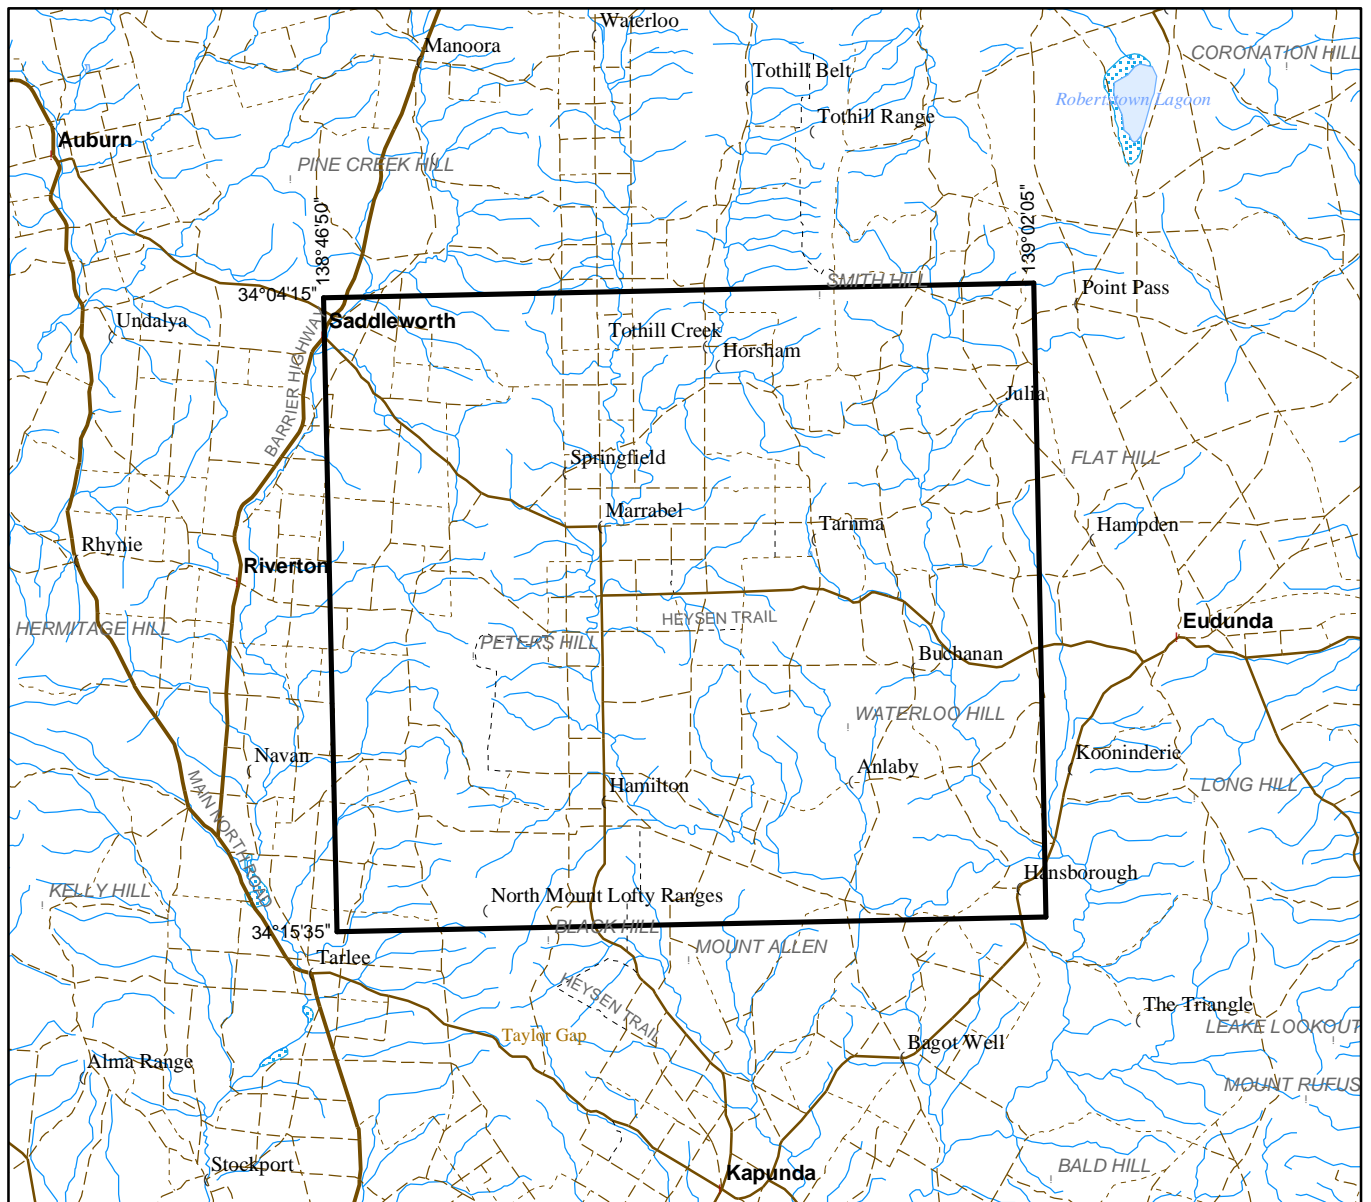 Waterloo
Manoora
CORONATION HILL
Tothill Belt
Robertstown Lagoon
Tothill Range
Auburn
PINE CREEK HILL
138°46'50"
139°02'05"
SMITH HILL
Point Pass
34°04'15"
Undalya
Saddleworth
Tothill Creek
Horsham
BARRIER HIGHWAY
Julia
Springfield
FLAT HILL
Marrabel
Tarnma
Hampden
Rhynie
Riverton
HEYSEN TRAIL
Eudunda
HERMITAGE HILL
PETERS HILL
Buchanan
WATERLOO HILL
Navan
Kooninderie
Anlaby
Hamilton
LONG HILL
MAIN NORTH ROAD
Hansborough
KELLY HILL
North Mount Lofty Ranges
BLACK HILL
34°15'35"
MOUNT ALLEN
Tarlee
HEYSEN TRAIL
The Triangle
LEAKE LOOKOUT
Taylor Gap
Bagot Well
Alma Range
MOUNT RUFUS
Stockport
BALD HILL
Kapunda